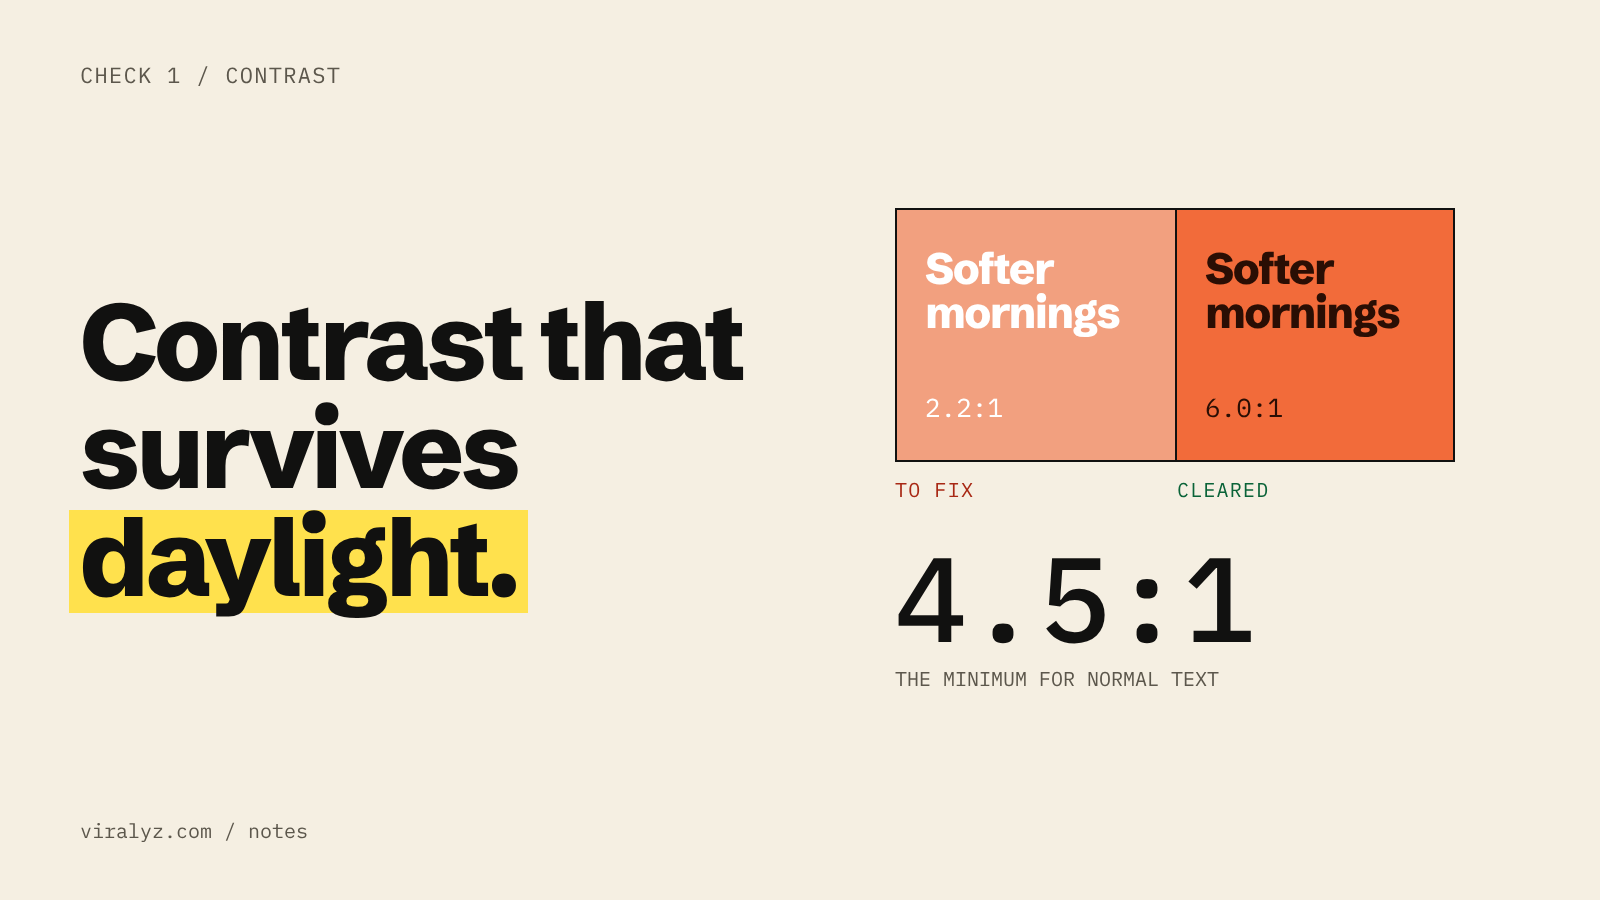 CHECK 1 / CONTRAST
Contrast that
survives
daylight.
Softer
mornings
2.2:1
Softer
mornings
6.0:1
TO FIX
CLEARED
4.5:1
THE MINIMUM FOR NORMAL TEXT
viralyz.com / notes